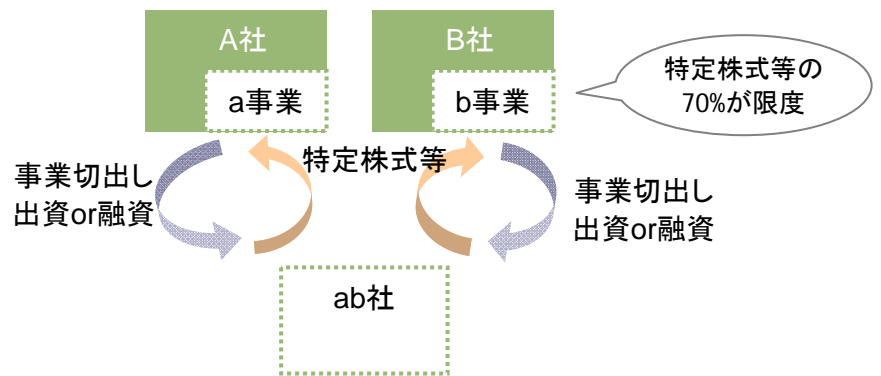 A社
B社
a事業
b事業
特定株式等の
70%が限度
特定株式等
事業切出し
出資or融資
事業切出し
出資or融資
ab社